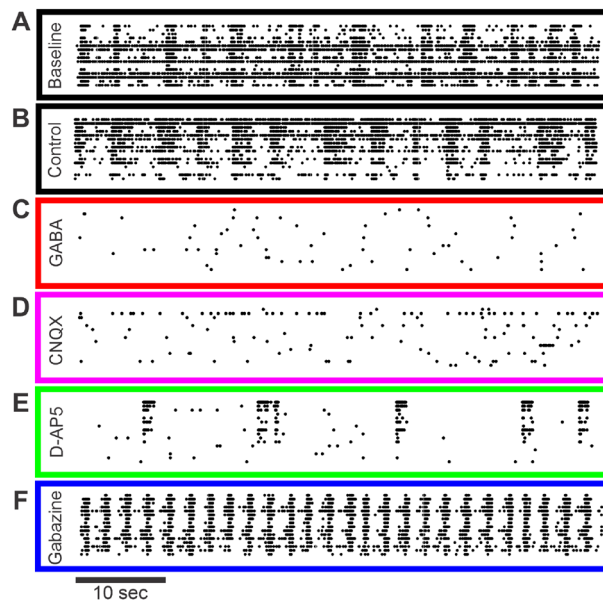 A
Baseline
B
Control
C
GABA
D
CNQX
E
D-AP5
F
Gabazine
10 sec